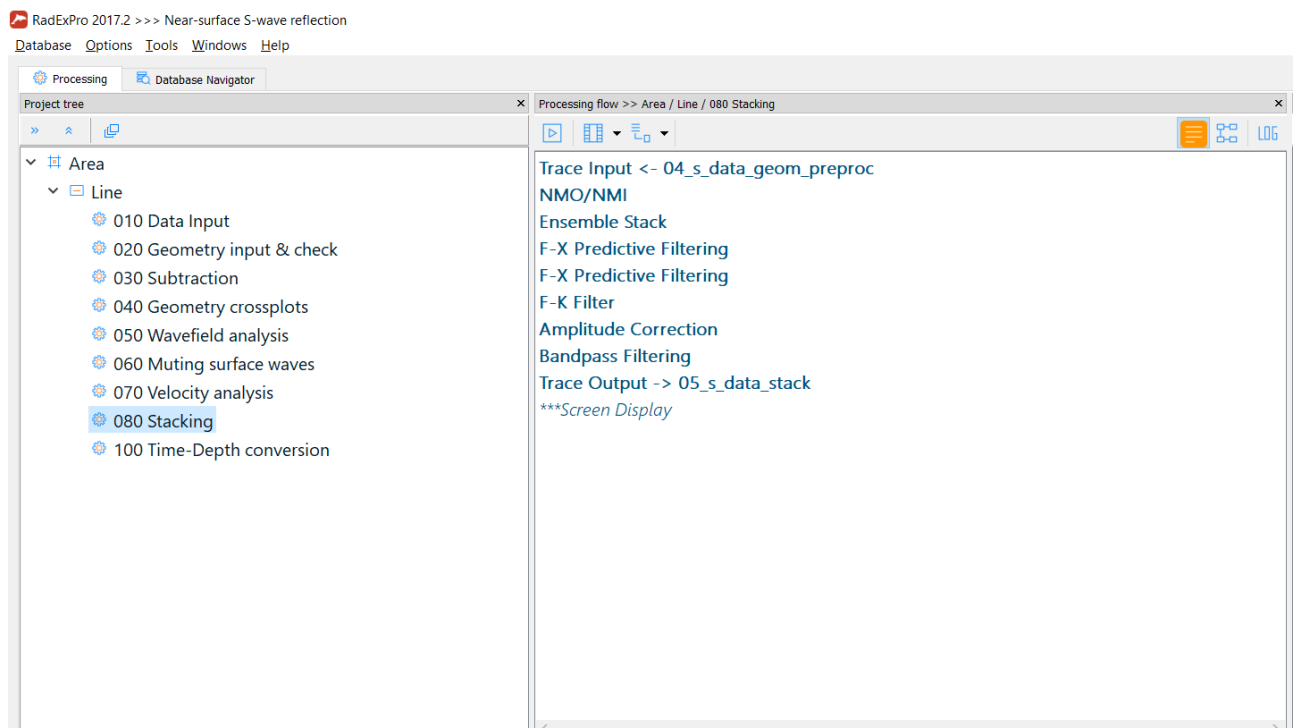 RadExPro 2017.2 >>> Near-surface S-wave reflection
Database Options Tools Windows Help
Processing Database Navigator
Project tree
Processing flow >> Area / Line / 080 Stacking
LOG
Area
Line
010 Data Input
020 Geometry input & check
030 Subtraction
040 Geometry crossplots
050 Wavefield analysis
060 Muting surface waves
070 Velocity analysis
080 Stacking
100 Time-Depth conversion
Trace Input <- 04_s_data_geom_preproc
NMO/NMI
Ensemble Stack
F-X Predictive Filtering
F-X Predictive Filtering
F-K Filter
Amplitude Correction
Bandpass Filtering
Trace Output -> 05_s_data_stack
***Screen Display